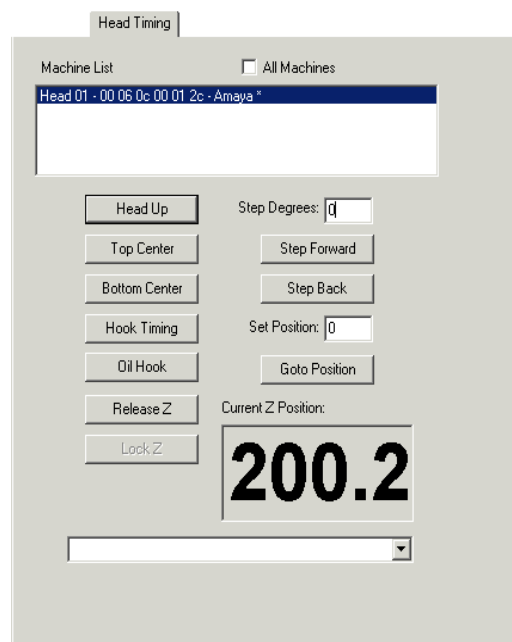 Head Timing
Machine List
All Machines
Head 01 - 00 06 0c 00 01 2c - Amaya *
Head Up
Step Degrees: 0
Top Center
Step Forward
Bottom Center
Step Back
Hook Timing
Set Position: 0
Oil Hook
Goto Position
Release Z
Current Z Position:
Lock Z
200.2